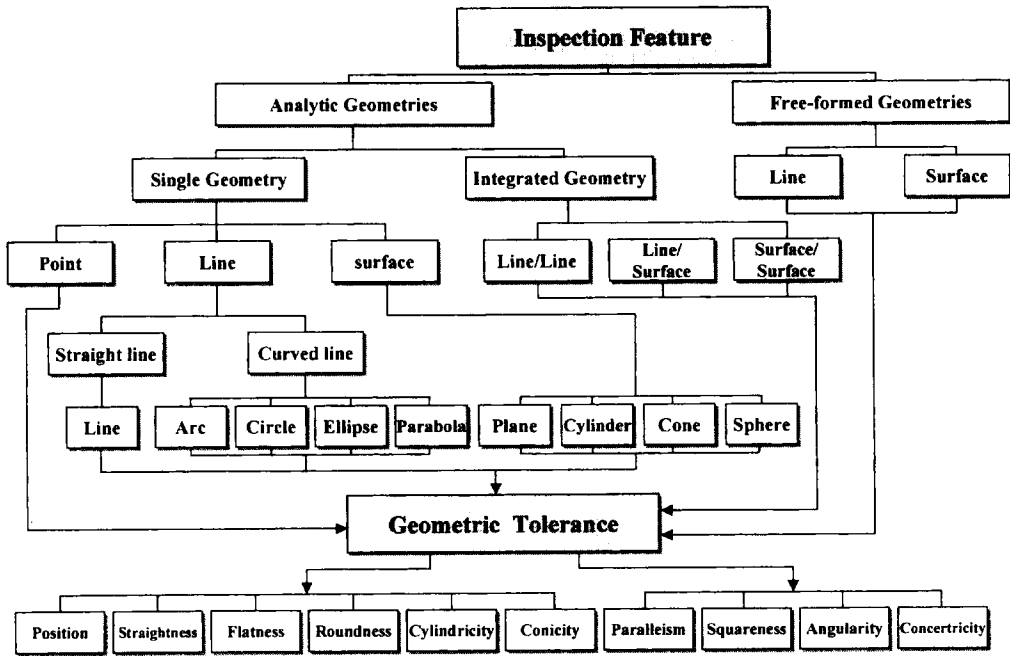 Inspection Feature
Analytic Geometries
Free-formed Geometries
Single Geometry
Integrated Geometry
Line
Surface
Point
Line
surface
Line/Line
Line/
Surface
Surface/
Surface
Straight line
Curved line
Line
Arc
Circle
Ellipse
Parabola
Plane
Cylinder
Cone
Sphere
Geometric Tolerance
Position
Straightness
Flatness
Roundness
Cylindricity
Conicity
Paralleism
Squareness
Angularity
Concertricity